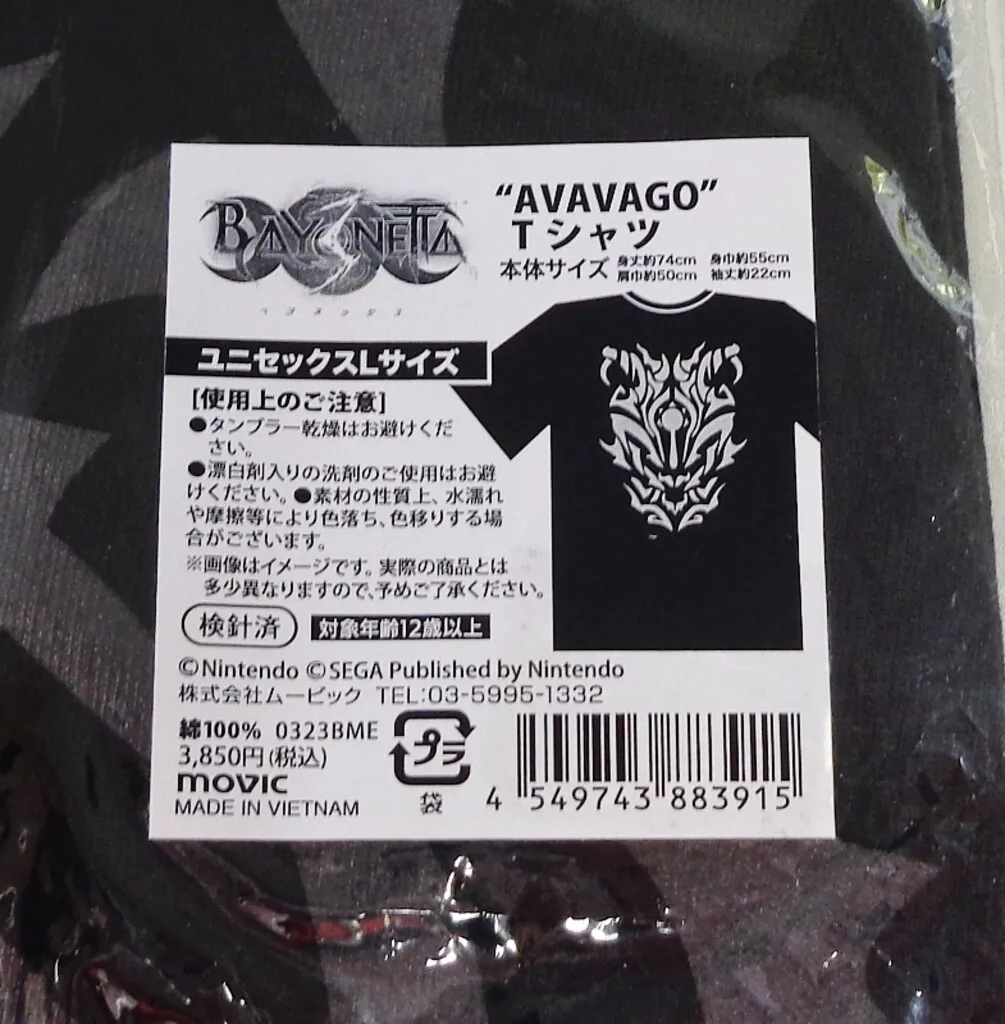 BAYONETTA 3
ベヨネッタ3
“AVAVAGO”
Tシャツ
本体サイズ 身丈約74cm 身巾約55cm
肩巾約50cm 袖丈約22cm
ユニセックスLサイズ
[使用上のご注意]
●タンブラー乾燥はお避けくだ
さい。
●漂白剤入りの洗剤のご使用はお避
けください。●素材の性質上、水濡れ
や摩擦等により色落ち、色移りする場
合がございます。
※画像はイメージです。実際の商品とは
多少異なりますので、予めご了承ください。
検針済 対象年齢12歳以上
©Nintendo ©SEGA Published by Nintendo
株式会社ムービック TEL:03-5995-1332
綿100% 0323BME
3,850円(税込)
movic
MADE IN VIETNAM
プラ
袋
4 549743 883915